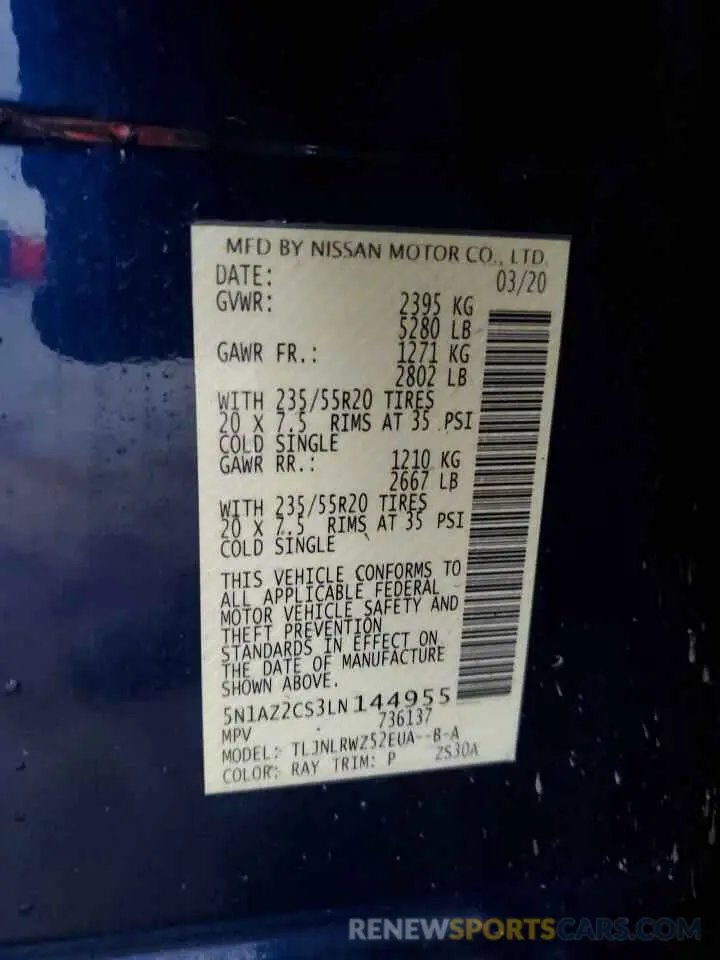 MFD BY NISSAN MOTOR CO., LTD.
DATE: 03/20
GVWR: 2395 KG
5280 LB
GAWR FR.: 1271 KG
2802 LB
WITH 235/55R20 TIRES
20 X 7.5 RIMS AT 35 PSI
COLD SINGLE
GAWR RR.: 1210 KG
2667 LB
WITH 235/55R20 TIRES
20 X 7.5 RIMS AT 35 PSI
COLD SINGLE
THIS VEHICLE CONFORMS TO
ALL APPLICABLE FEDERAL
MOTOR VEHICLE SAFETY AND
THEFT PREVENTION
STANDARDS IN EFFECT ON
THE DATE OF MANUFACTURE
SHOWN ABOVE.
5N1AZ2CS3LN144955
MPV 736137
MODEL: TLJNLRWZ52EUA--B-A
COLOR: RAY TRIM: P ZS30A
RENEWSPORTSCARS.COM